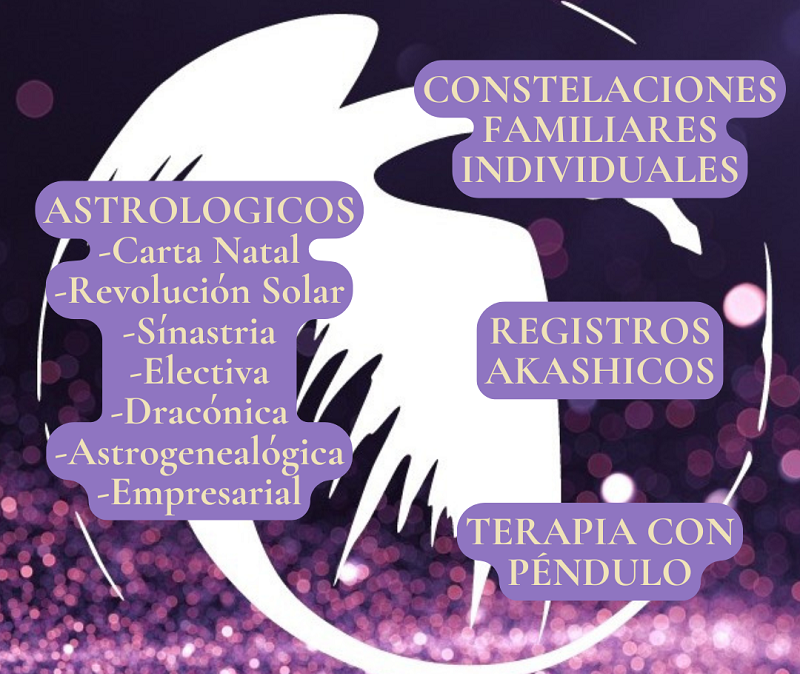 ASTROLOGICOS
-Carta Natal
-Revolución Solar
-Sínastria
-Electiva
-Dracónica
-Astrogenealógica
-Empresarial
CONSTELACIONES
FAMILIARES
INDIVIDUALES
REGISTROS
AKASHICOS
TERAPIA CON
PÉNDULO